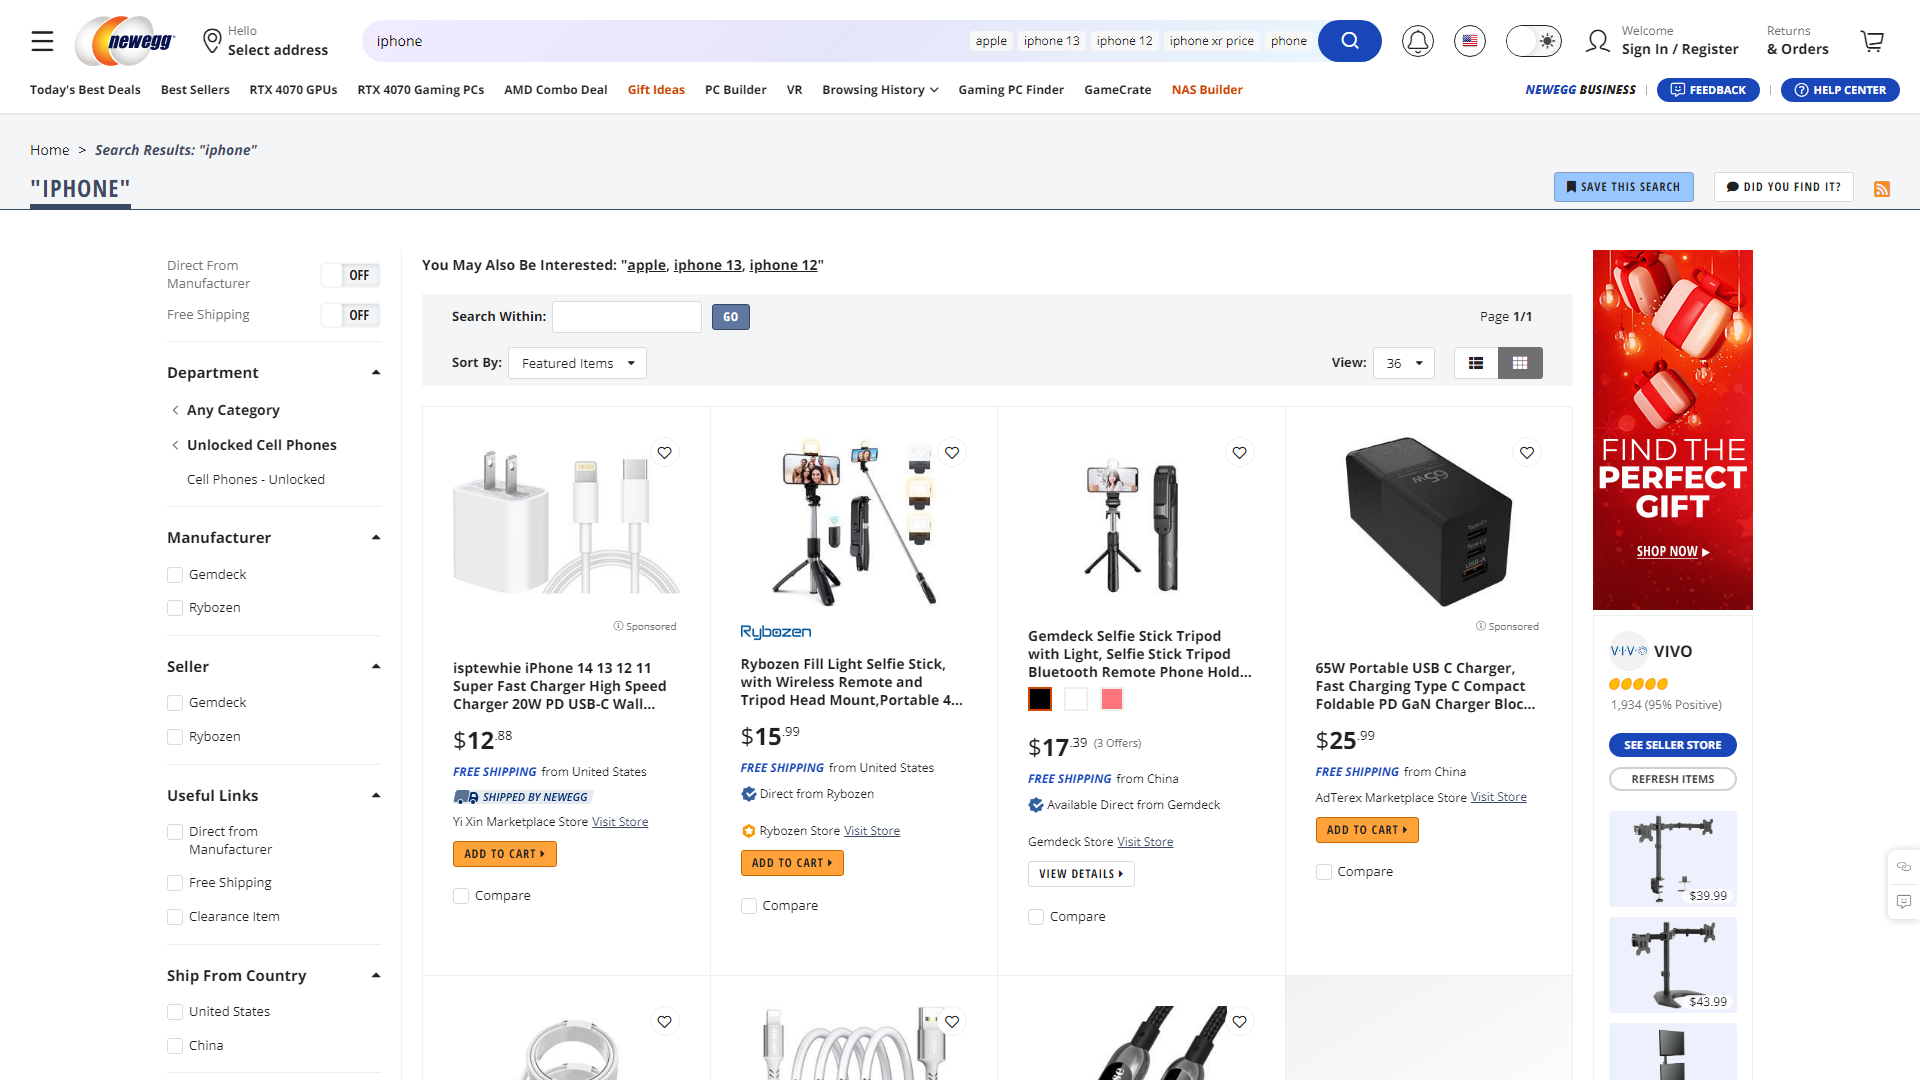 newegg
Hello
Select address
iphone
apple
iphone 13
iphone 12
iphone xr price
phone
Welcome
Sign In / Register
Returns
& Orders
Today's Best Deals
Best Sellers
RTX 4070 GPUs
RTX 4070 Gaming PCs
AMD Combo Deal
Gift Ideas
PC Builder
VR
Browsing History
Gaming PC Finder
GameCrate
NAS Builder
NEWEGG BUSINESS
FEEDBACK
HELP CENTER
Home > Search Results: "iphone"
"IPHONE"
SAVE THIS SEARCH
DID YOU FIND IT?
Direct From
Manufacturer
OFF
Free Shipping
OFF
Department
Any Category
Unlocked Cell Phones
Cell Phones - Unlocked
Manufacturer
Gemdeck
Rybozen
Seller
Gemdeck
Rybozen
Useful Links
Direct from
Manufacturer
Free Shipping
Clearance Item
Ship From Country
United States
China
You May Also Be Interested: "apple, iphone 13, iphone 12"
Search Within:
GO
Page 1/1
Sort By:
Featured Items
View:
36
Sponsored
isptewhie iPhone 14 13 12 11
Super Fast Charger High Speed
Charger 20W PD USB-C Wall...
$12.88
FREE SHIPPING from United States
SHIPPED BY NEWEGG
Yi Xin Marketplace Store Visit Store
ADD TO CART
Compare
Rybozen
Rybozen Fill Light Selfie Stick,
with Wireless Remote and
Tripod Head Mount,Portable 4...
$15.99
FREE SHIPPING from United States
Direct from Rybozen
Rybozen Store Visit Store
ADD TO CART
Compare
Gemdeck Selfie Stick Tripod
with Light, Selfie Stick Tripod
Bluetooth Remote Phone Hold...
$17.39 (3 Offers)
FREE SHIPPING from China
Available Direct from Gemdeck
Gemdeck Store Visit Store
VIEW DETAILS
Compare
65W
Type-C1
Type-C2
USB-A
Sponsored
65W Portable USB C Charger,
Fast Charging Type C Compact
Foldable PD GaN Charger Bloc...
$25.99
FREE SHIPPING from China
AdTerex Marketplace Store Visit Store
ADD TO CART
Compare
FIND THE
PERFECT
GIFT
SHOP NOW
VIVO
VIVO
1,934 (95% Positive)
SEE SELLER STORE
REFRESH ITEMS
$39.99
$43.99